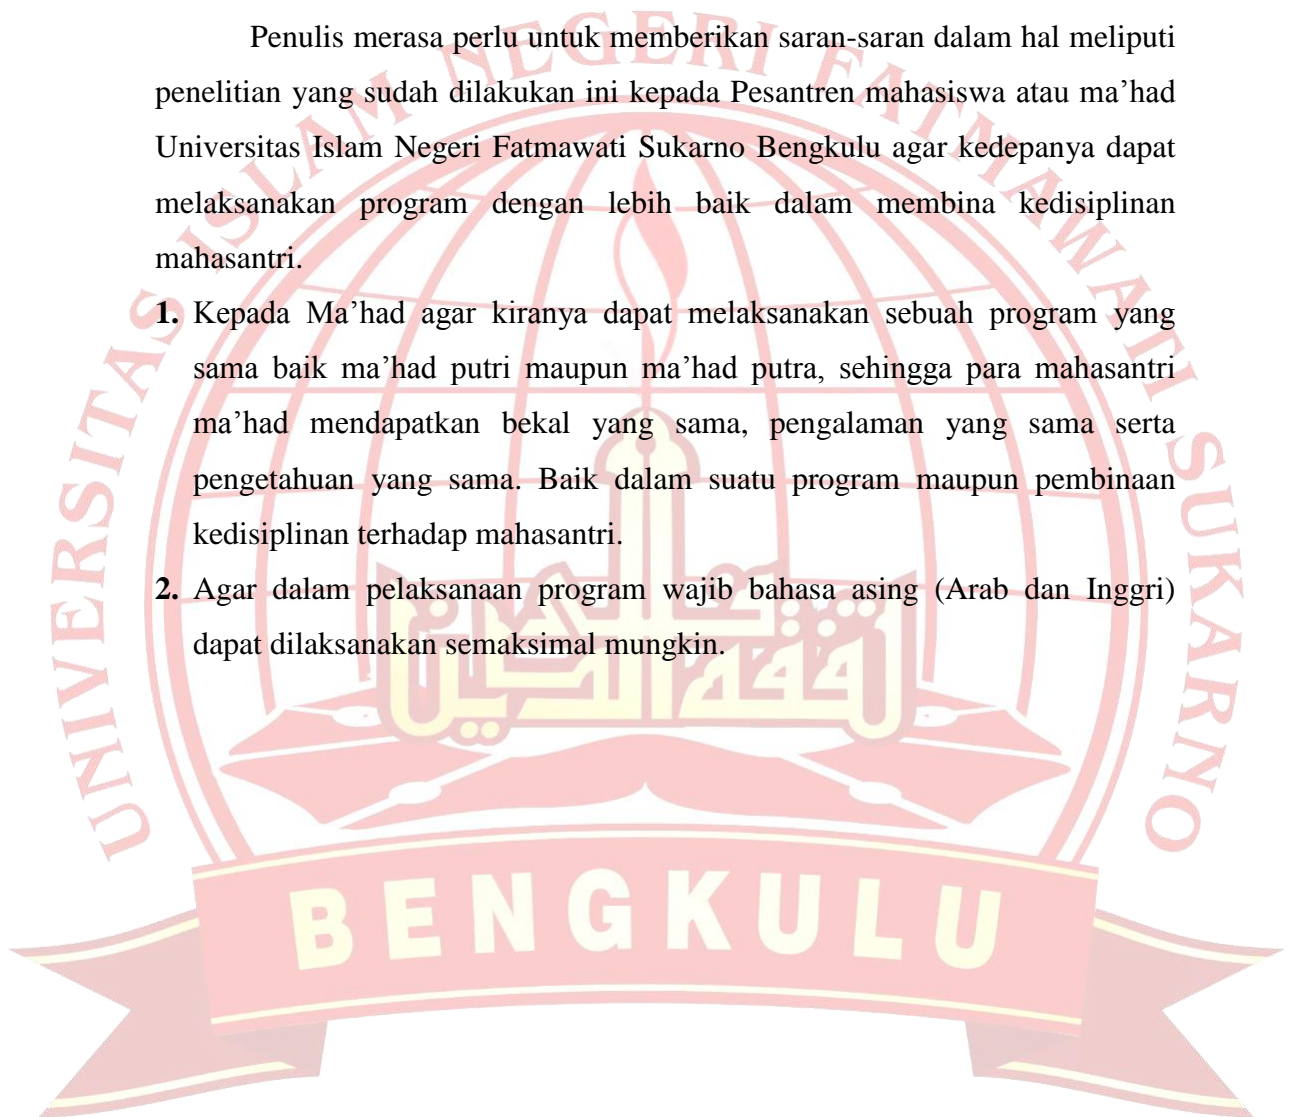 Penulis merasa perlu untuk memberikan saran-saran dalam hal meliputi
penelitian yang sudah dilakukan ini kepada Pesantren mahasiswa atau ma’had
Universitas Islam Negeri Fatmawati Sukarno Bengkulu agar kedepanya dapat
melaksanakan program dengan lebih baik dalam membina kedisiplinan
mahasantri.
1. Kepada Ma’had agar kiranya dapat melaksanakan sebuah program yang
sama baik ma’had putri maupun ma’had putra, sehingga para mahasantri
ma’had mendapatkan bekal yang sama, pengalaman yang sama serta
pengetahuan yang sama. Baik dalam suatu program maupun pembinaan
kedisiplinan terhadap mahasantri.
2. Agar dalam pelaksanaan program wajib bahasa asing (Arab dan Inggri)
dapat dilaksanakan semaksimal mungkin.
UNIVERSITAS ISLAM NEGERI FATMAWATI SUKARNO
BENGKULU